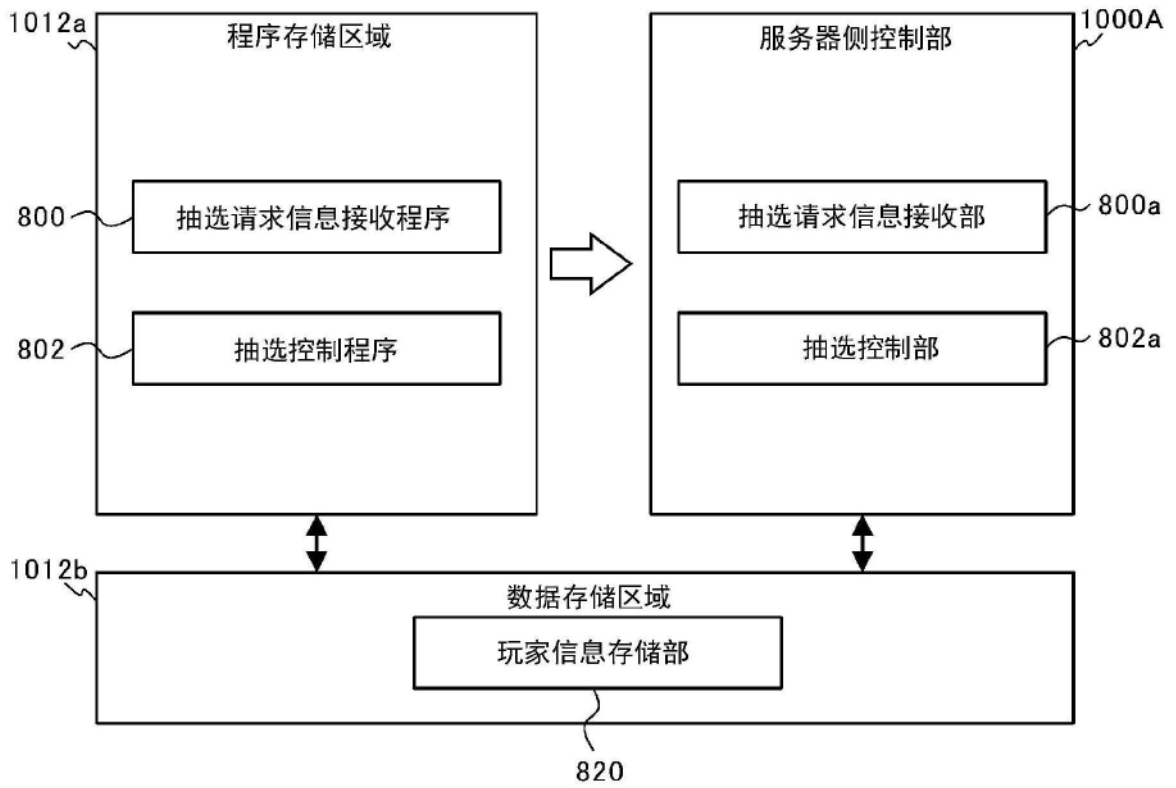 1012a
程序存储区域
服务器侧控制部
1000A
800
抽选请求信息接收程序
抽选请求信息接收部
800a
802
抽选控制程序
抽选控制部
802a
1012b
数据存储区域
玩家信息存储部
820